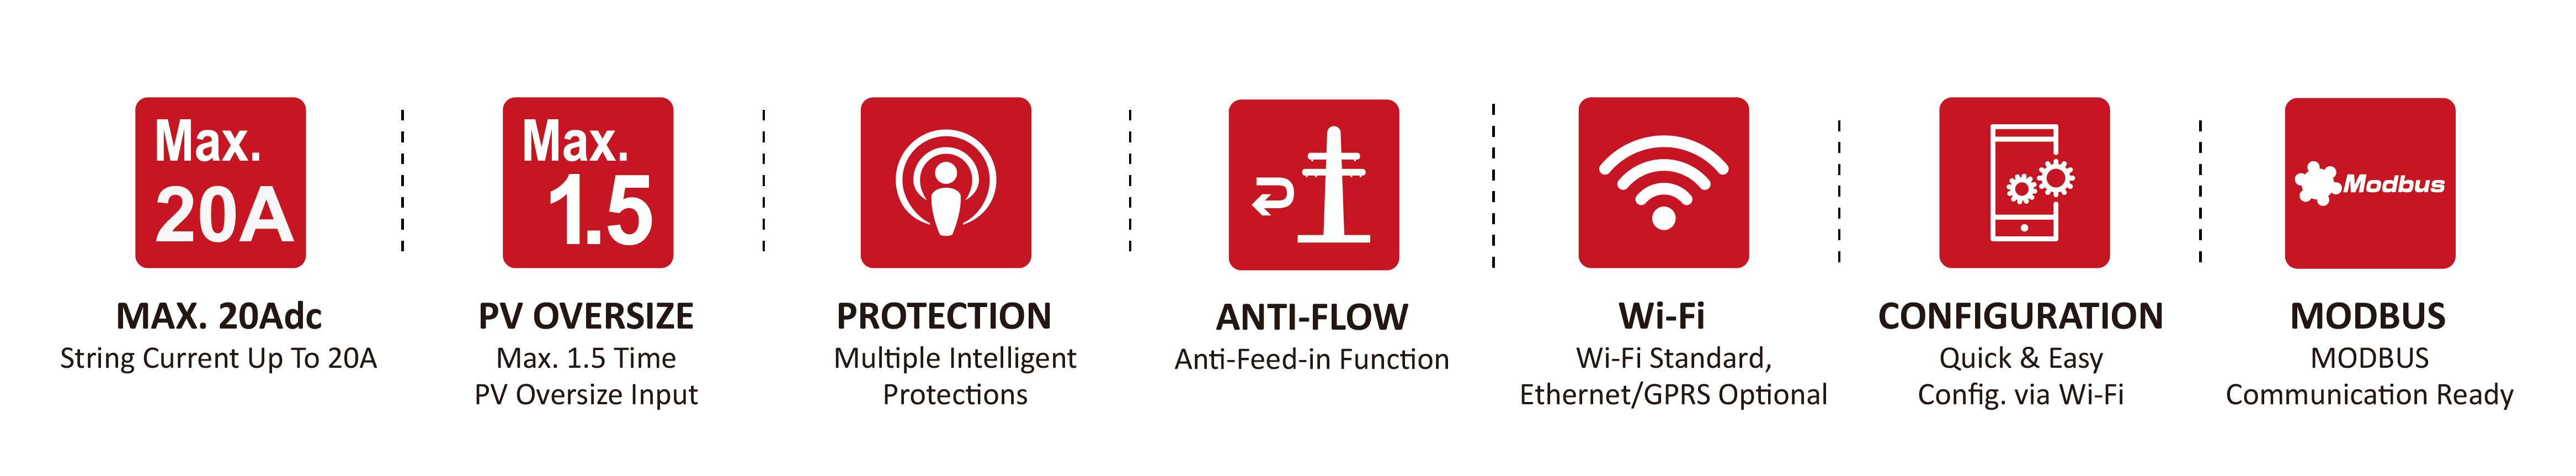 Max.
20A
MAX. 20Adc
String Current Up To 20A
Max.
1.5
PV OVERSIZE
Max. 1.5 Time
PV Oversize Input
PROTECTION
Multiple Intelligent
Protections
ANTI-FLOW
Anti-Feed-in Function
Wi-Fi
Wi-Fi Standard,
Ethernet/GPRS Optional
CONFIGURATION
Quick & Easy
Config. via Wi-Fi
Modbus
MODBUS
MODBUS
Communication Ready